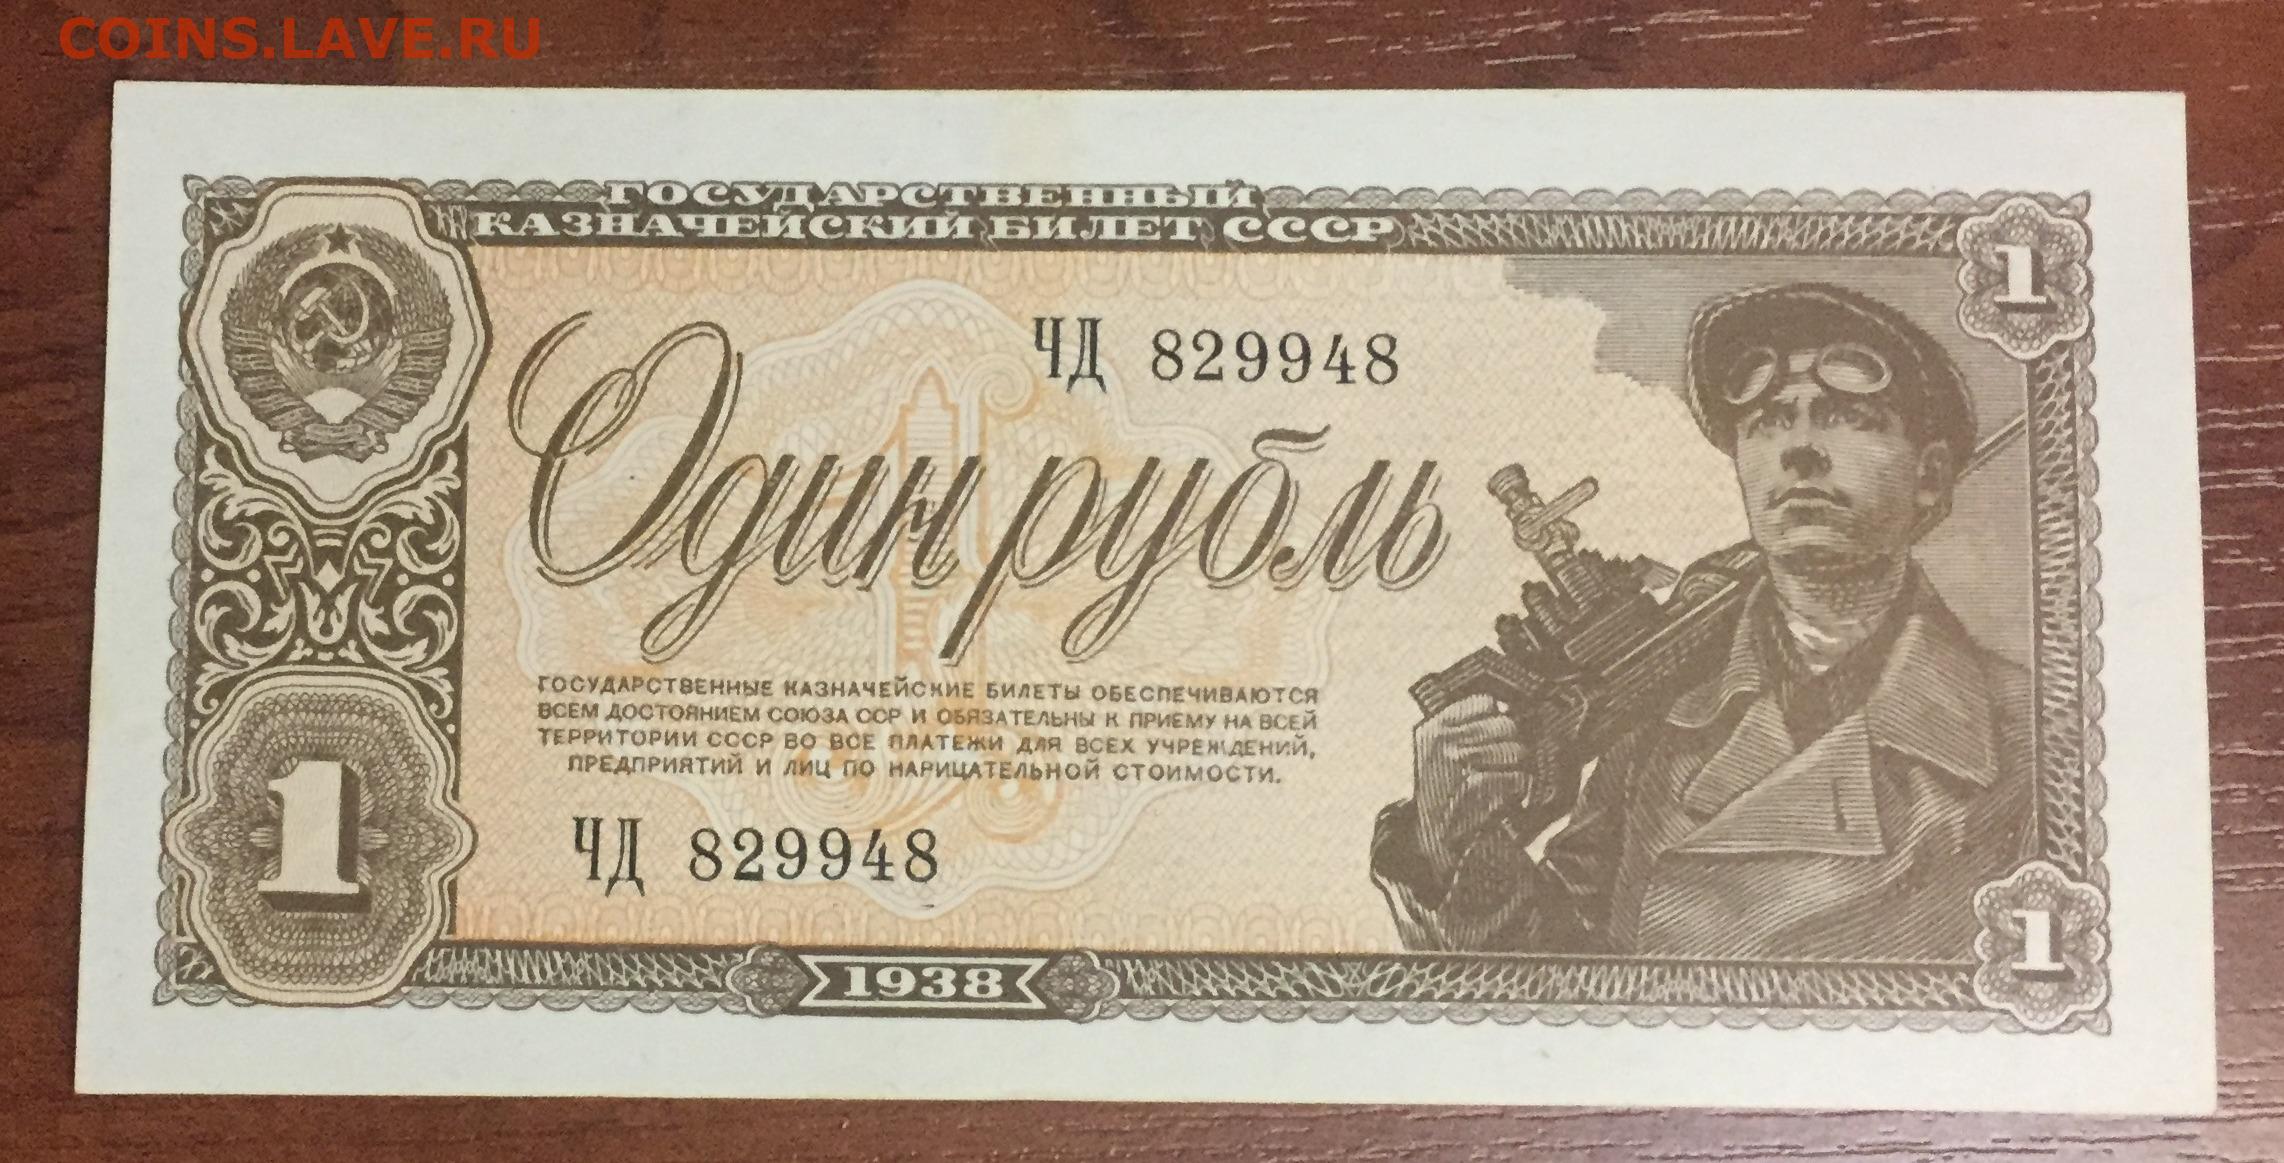 COINS.LAVE.RU
ГОСУДАРСТВЕННЫЙ
КАЗНАЧЕЙСКИЙ БИЛЕТ СССР
1
ЧД 829948
Один рубль
ГОСУДАРСТВЕННЫЕ КАЗНАЧЕЙСКИЕ БИЛЕТЫ ОБЕСПЕЧИВАЮТСЯ
ВСЕМ ДОСТОЯНИЕМ СОЮЗА ССР И ОБЯЗАТЕЛЬНЫ К ПРИЕМУ НА ВСЕЙ
ТЕРРИТОРИИ СССР ВО ВСЕ ПЛАТЕЖИ ДЛЯ ВСЕХ УЧРЕЖДЕНИЙ,
ПРЕДПРИЯТИЙ И ЛИЦ ПО НАРИЦАТЕЛЬНОЙ СТОИМОСТИ.
1
ЧД 829948
1
1938